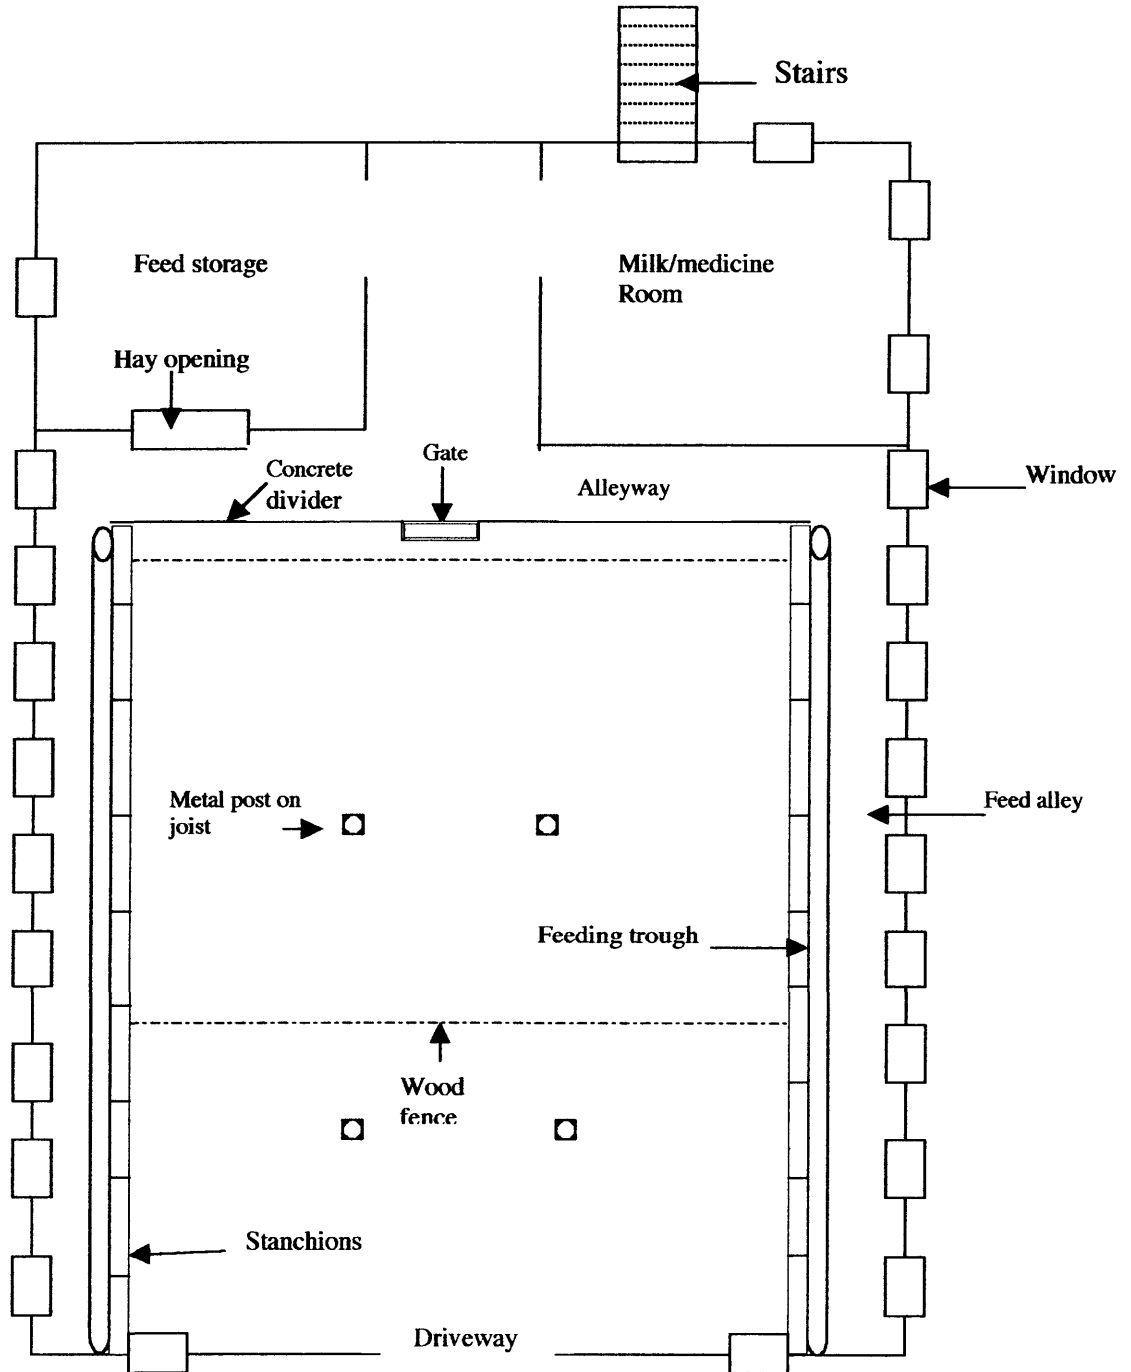 Stairs
Feed storage
Milk/medicine
Room
Hay opening
Gate
Concrete
divider
Alleyway
Window
Metal post on
joist
Feed alley
Feeding trough
Wood
fence
Stanchions
Driveway